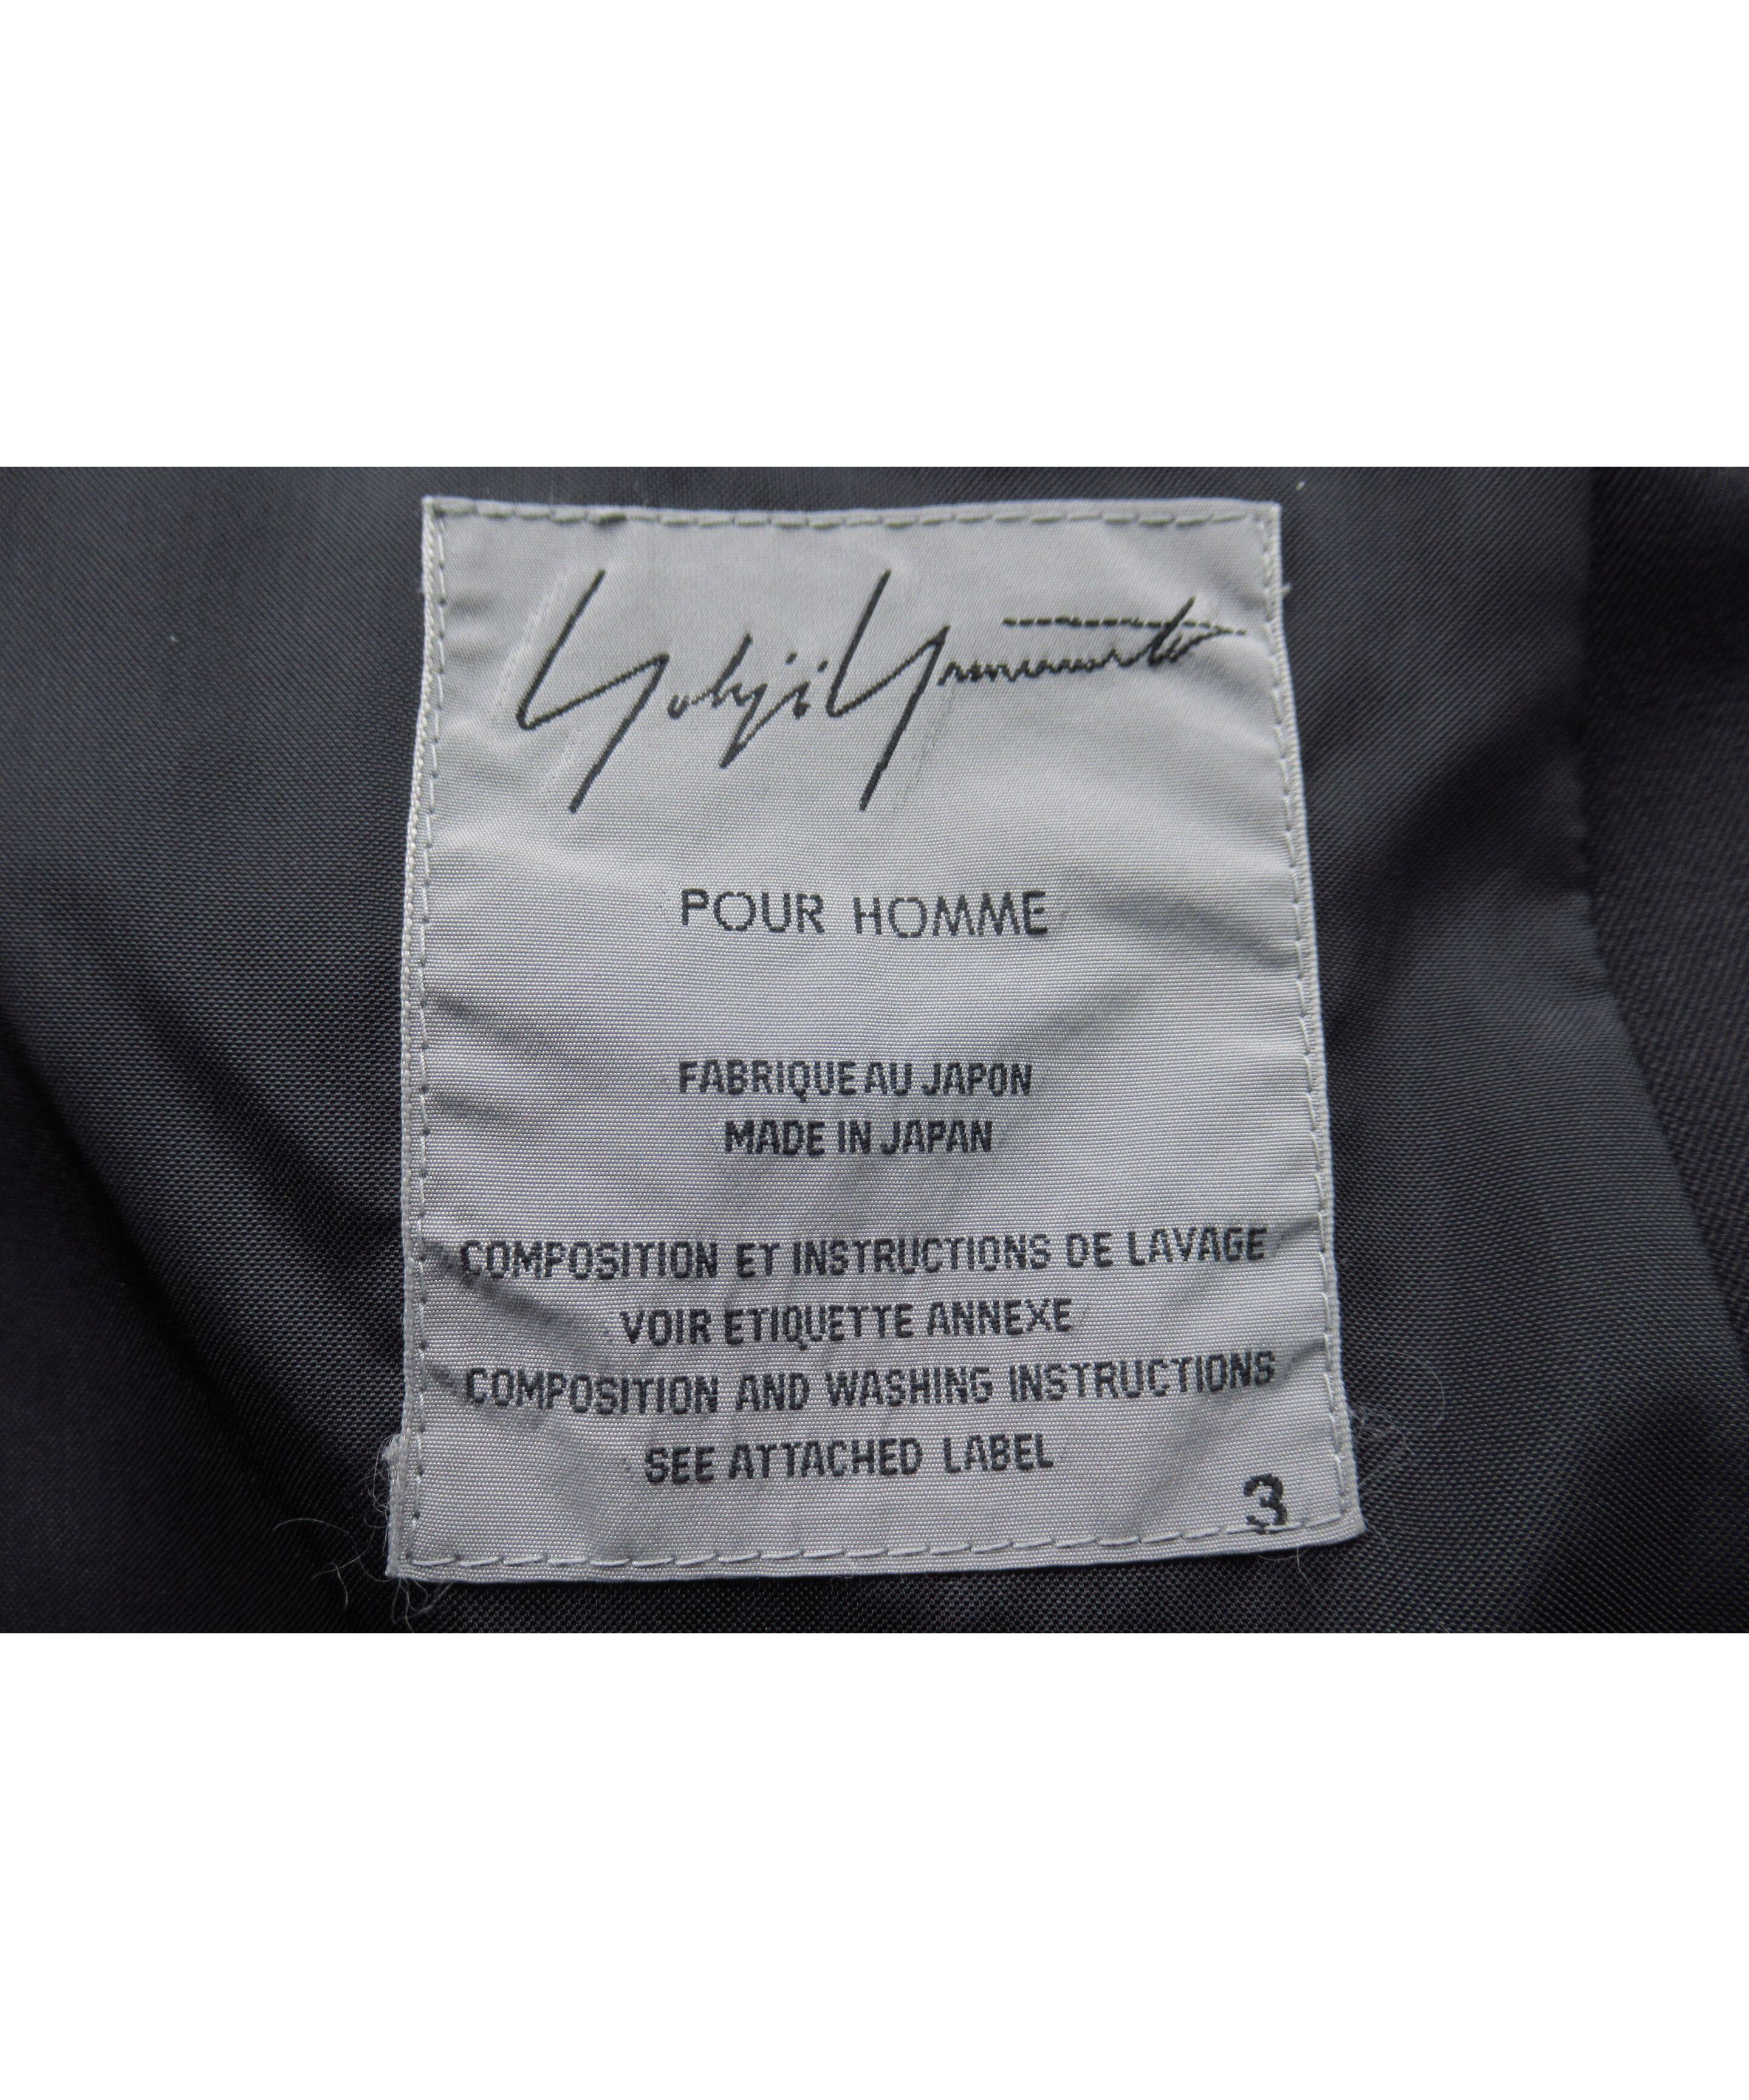 Yohji Yamamoto
POUR HOMME
FABRIQUE AU JAPON
MADE IN JAPAN
COMPOSITION ET INSTRUCTIONS DE LAVAGE
VOIR ETIQUETTE ANNEXE
COMPOSITION AND WASHING INSTRUCTIONS
SEE ATTACHED LABEL
3